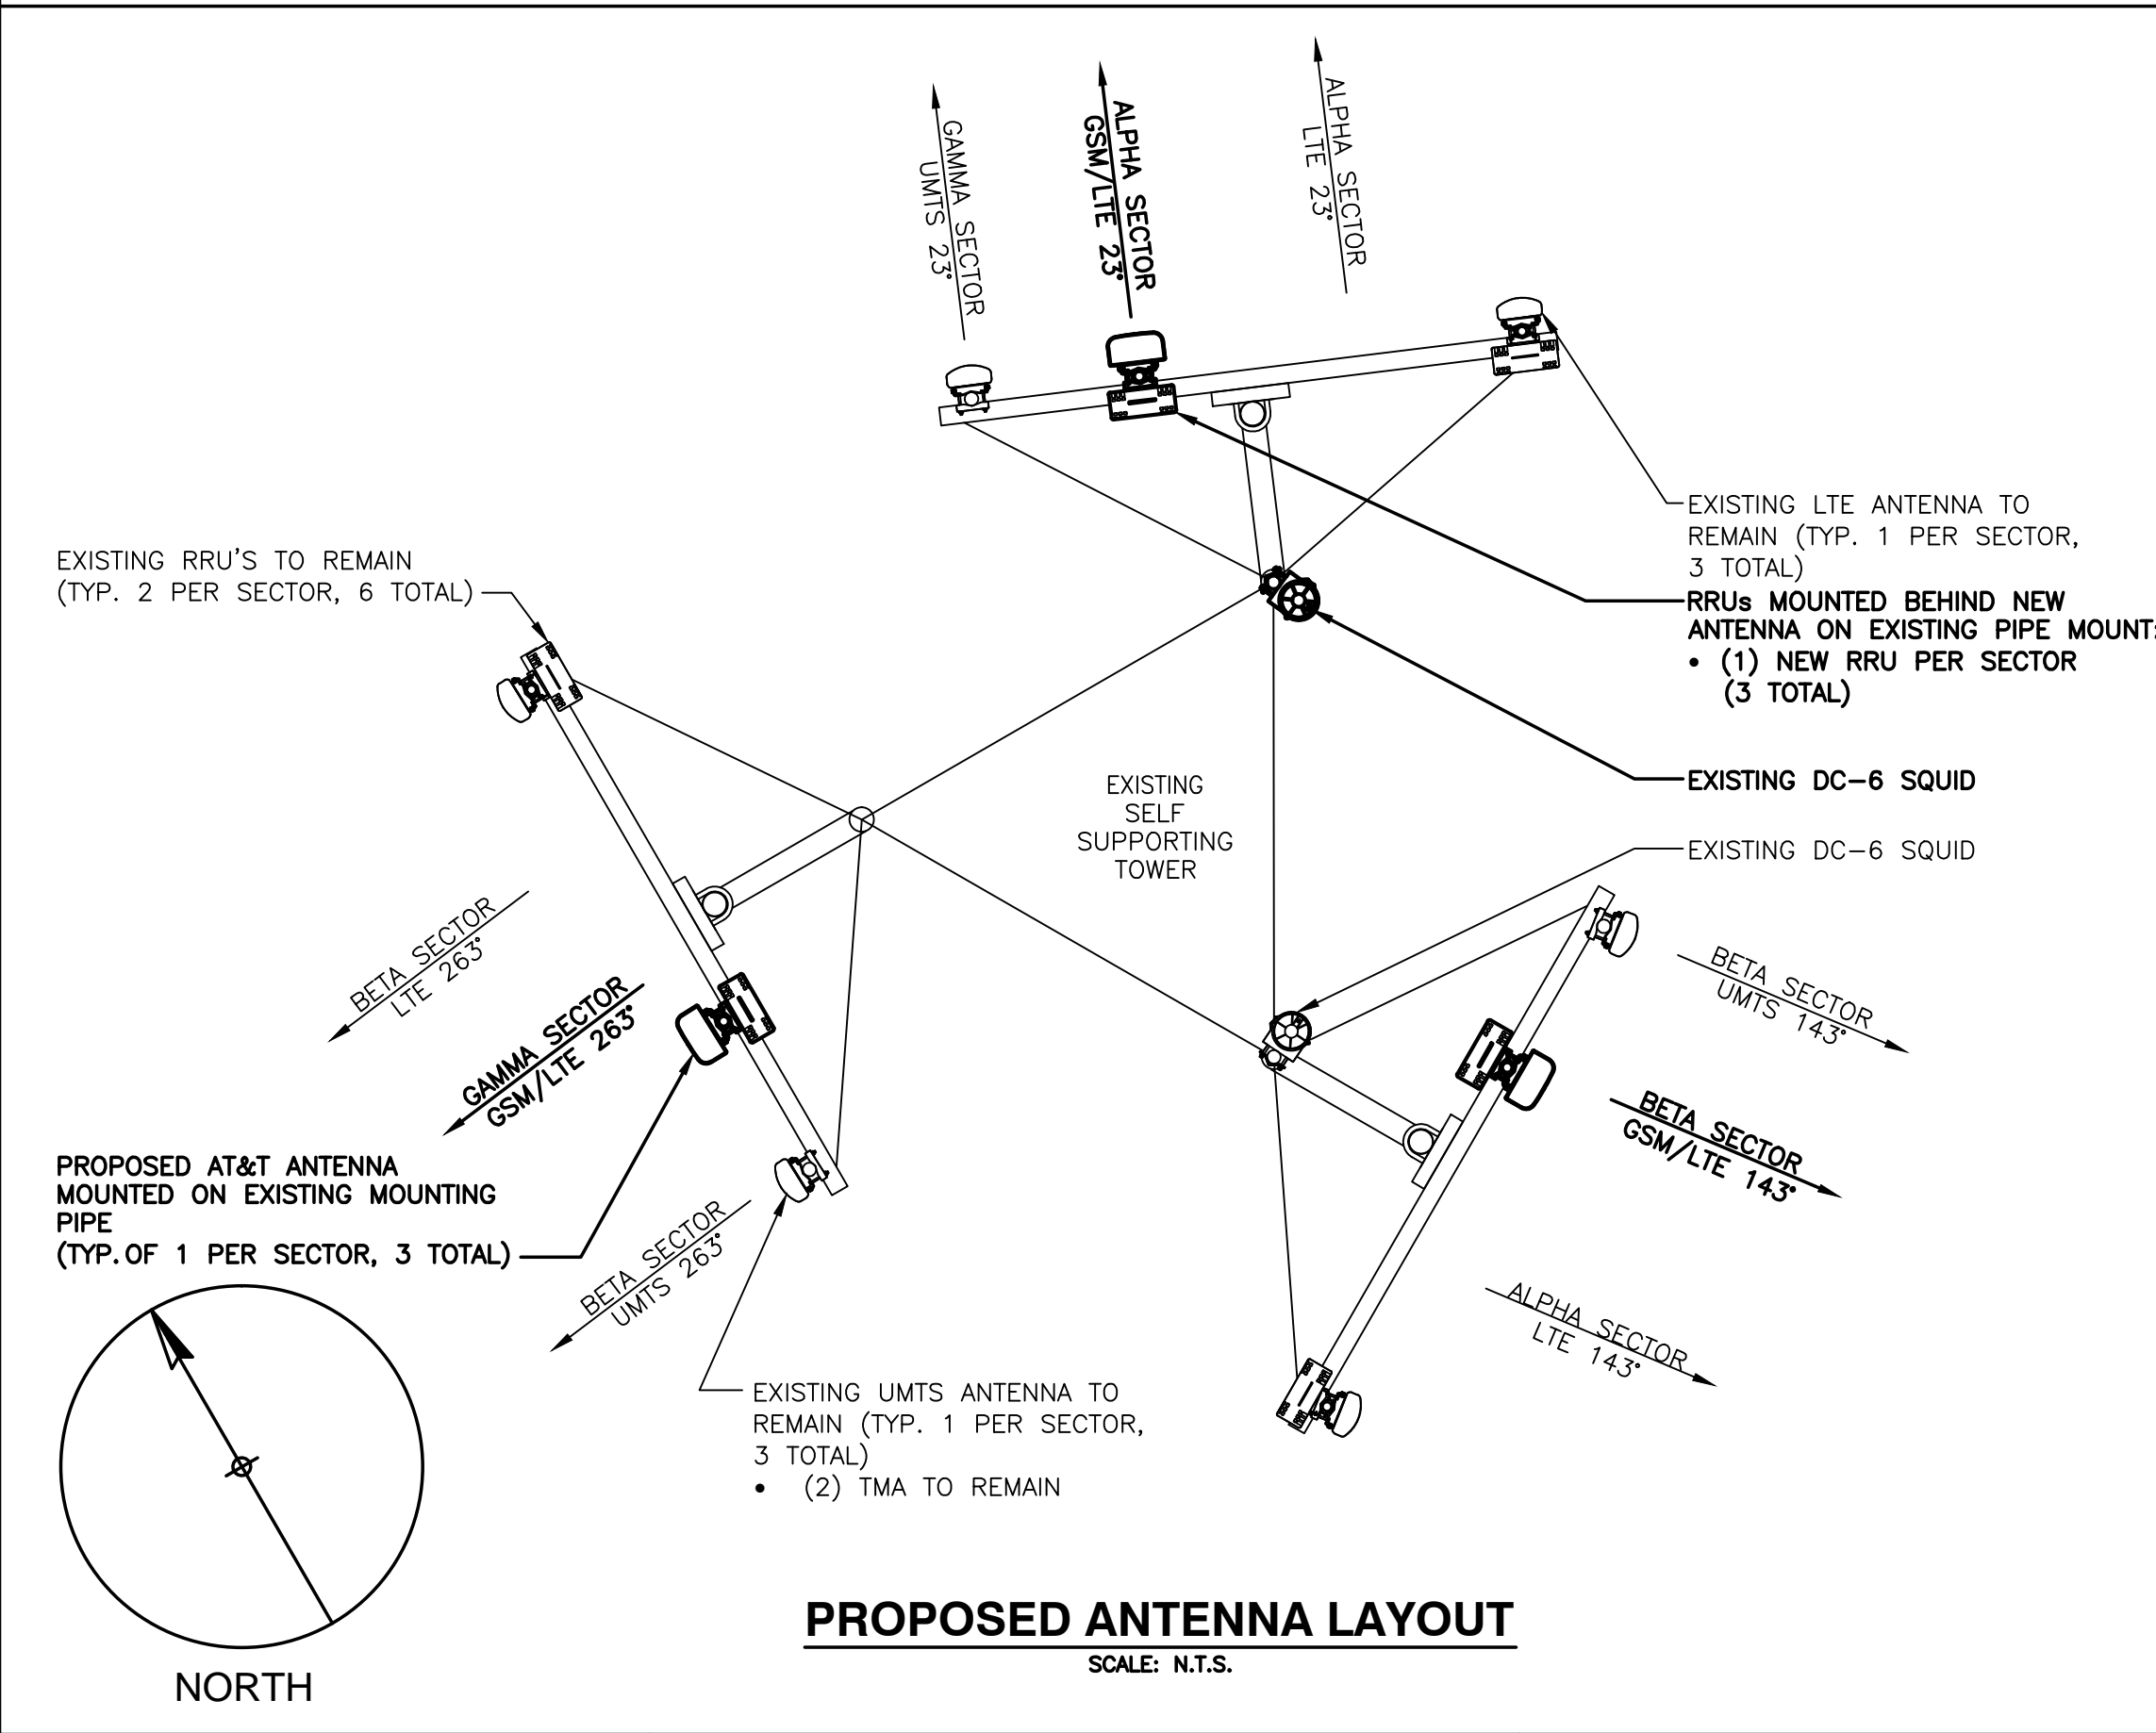 GAMMA SECTOR
UMTS 23°
ALPHA SECTOR
GSM/LTE 23°
ALPHA SECTOR
LTE 23°
EXISTING LTE ANTENNA TO
REMAIN (TYP. 1 PER SECTOR,
3 TOTAL)
RRUs MOUNTED BEHIND NEW
ANTENNA ON EXISTING PIPE MOUNT
• (1) NEW RRU PER SECTOR
(3 TOTAL)
EXISTING RRU'S TO REMAIN
(TYP. 2 PER SECTOR, 6 TOTAL)
EXISTING DC-6 SQUID
EXISTING
SELF
SUPPORTING
TOWER
EXISTING DC-6 SQUID
BETA SECTOR
LTE 263°
GAMMA SECTOR
GSM/LTE 263°
BETA SECTOR
UMTS 143°
BETA SECTOR
GSM/LTE 143°
PROPOSED AT&T ANTENNA
MOUNTED ON EXISTING MOUNTING
PIPE
(TYP. OF 1 PER SECTOR, 3 TOTAL)
BETA SECTOR
UMTS 263°
ALPHA SECTOR
LTE 143°
EXISTING UMTS ANTENNA TO
REMAIN (TYP. 1 PER SECTOR,
3 TOTAL)
• (2) TMA TO REMAIN
NORTH
PROPOSED ANTENNA LAYOUT
SCALE: N.T.S.